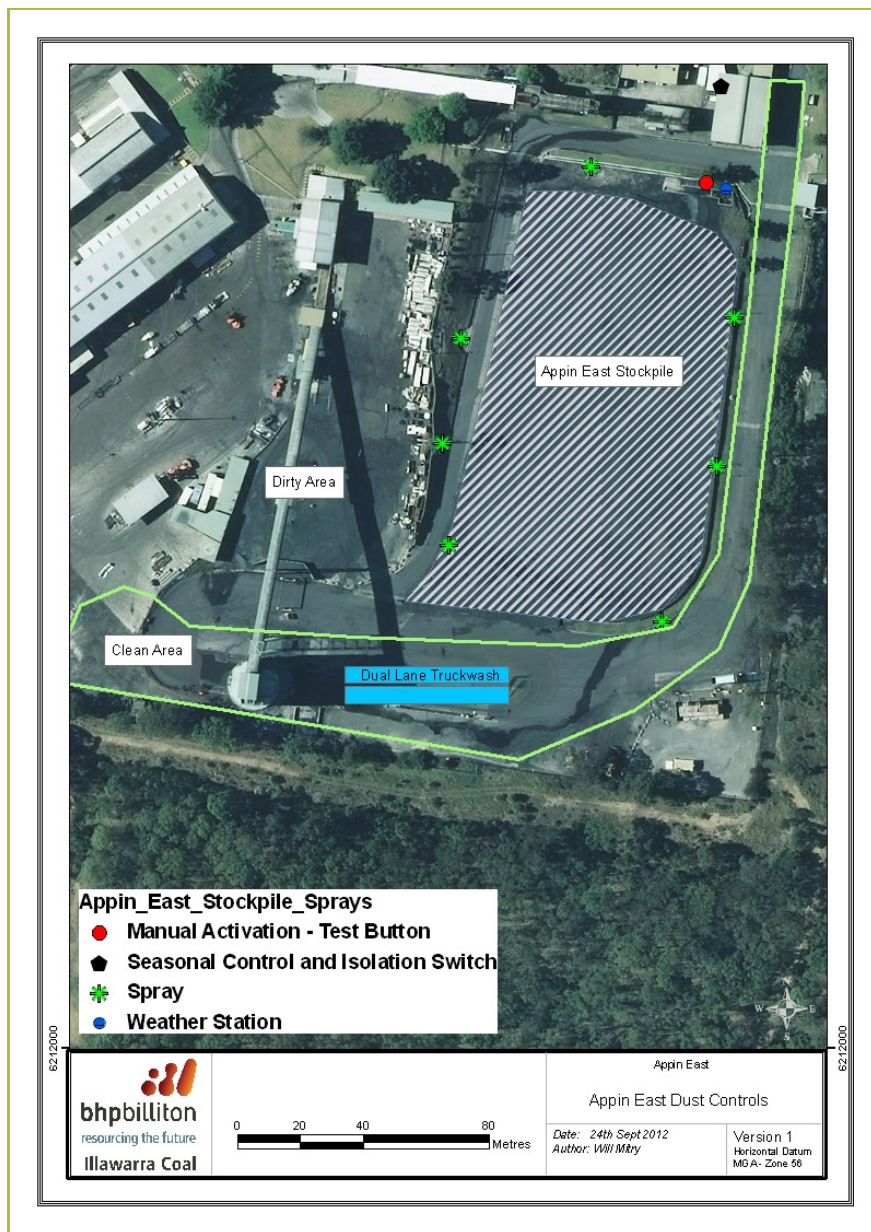 Appin East Stockpile
Dirty Area
Clean Area
Dual Lane Truckwash
Appin_East_Stockpile_Sprays
Manual Activation - Test Button
Seasonal Control and Isolation Switch
Spray
Weather Station
N
W E
S
6212000
6212000
bhpbilliton
resourcing the future
Illawarra Coal
0 20 40 80
Metres
Appin East
Appin East Dust Controls
Date: 24th Sept 2012
Author: Will Mitry
Version 1
Horizontal Datum
MGA- Zone 56